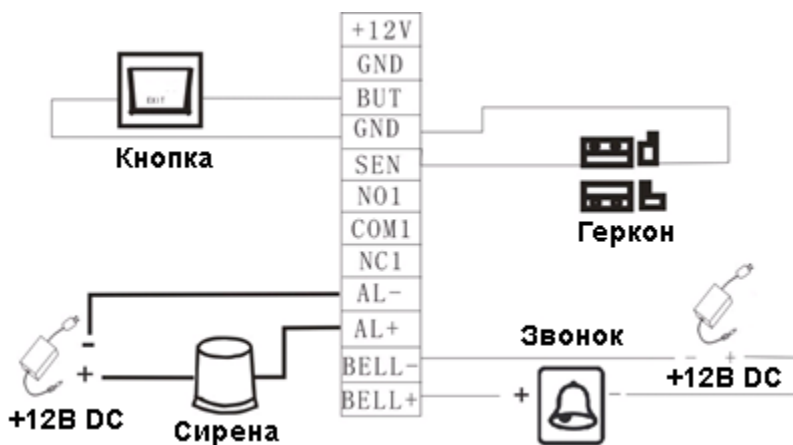 +12V
GND
BUT
GND
SEN
NO1
COM1
NC1
AL-
AL+
BELL-
BELL+
EXIT
Кнопка
Геркон
-
+
+12В DC
Сирена
Звонок
+ -
- +
+12В DC